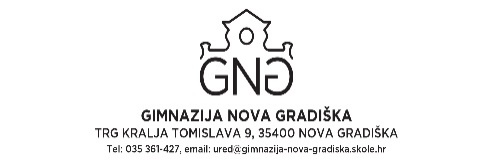 GNG
GIMNAZIJA NOVA GRADIŠKA
TRG KRALJA TOMISLAVA 9, 35400 NOVA GRADIŠKA
Tel: 035 361-427, email: ured@gimnazija-nova-gradiska.skole.hr